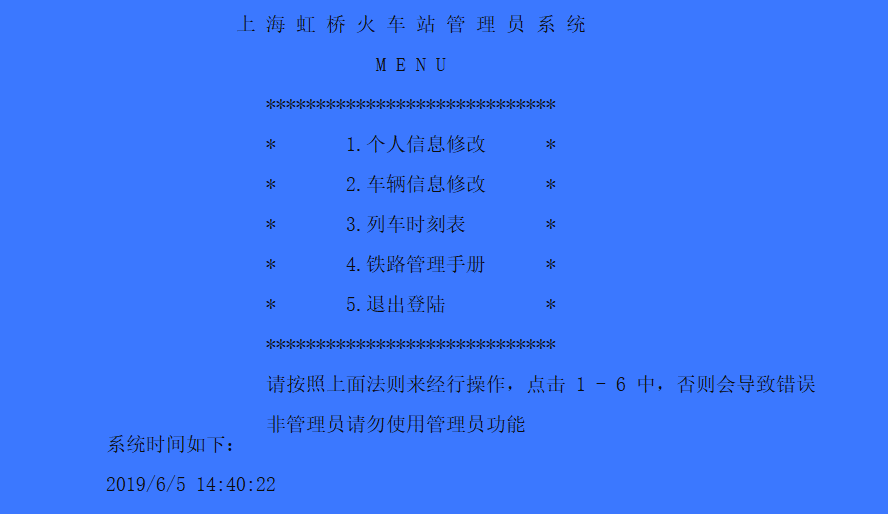 上 海 虹 桥 火 车 站 管 理 员 系 统
M E N U
*****************************
* 1.个人信息修改 *
* 2.车辆信息修改 *
* 3.列车时刻表 *
* 4.铁路管理手册 *
* 5.退出登陆 *
*****************************
请按照上面法则来经行操作，点击 1 - 6 中，否则会导致错误
非管理员请勿使用管理员功能
系统时间如下：
2019/6/5 14:40:22